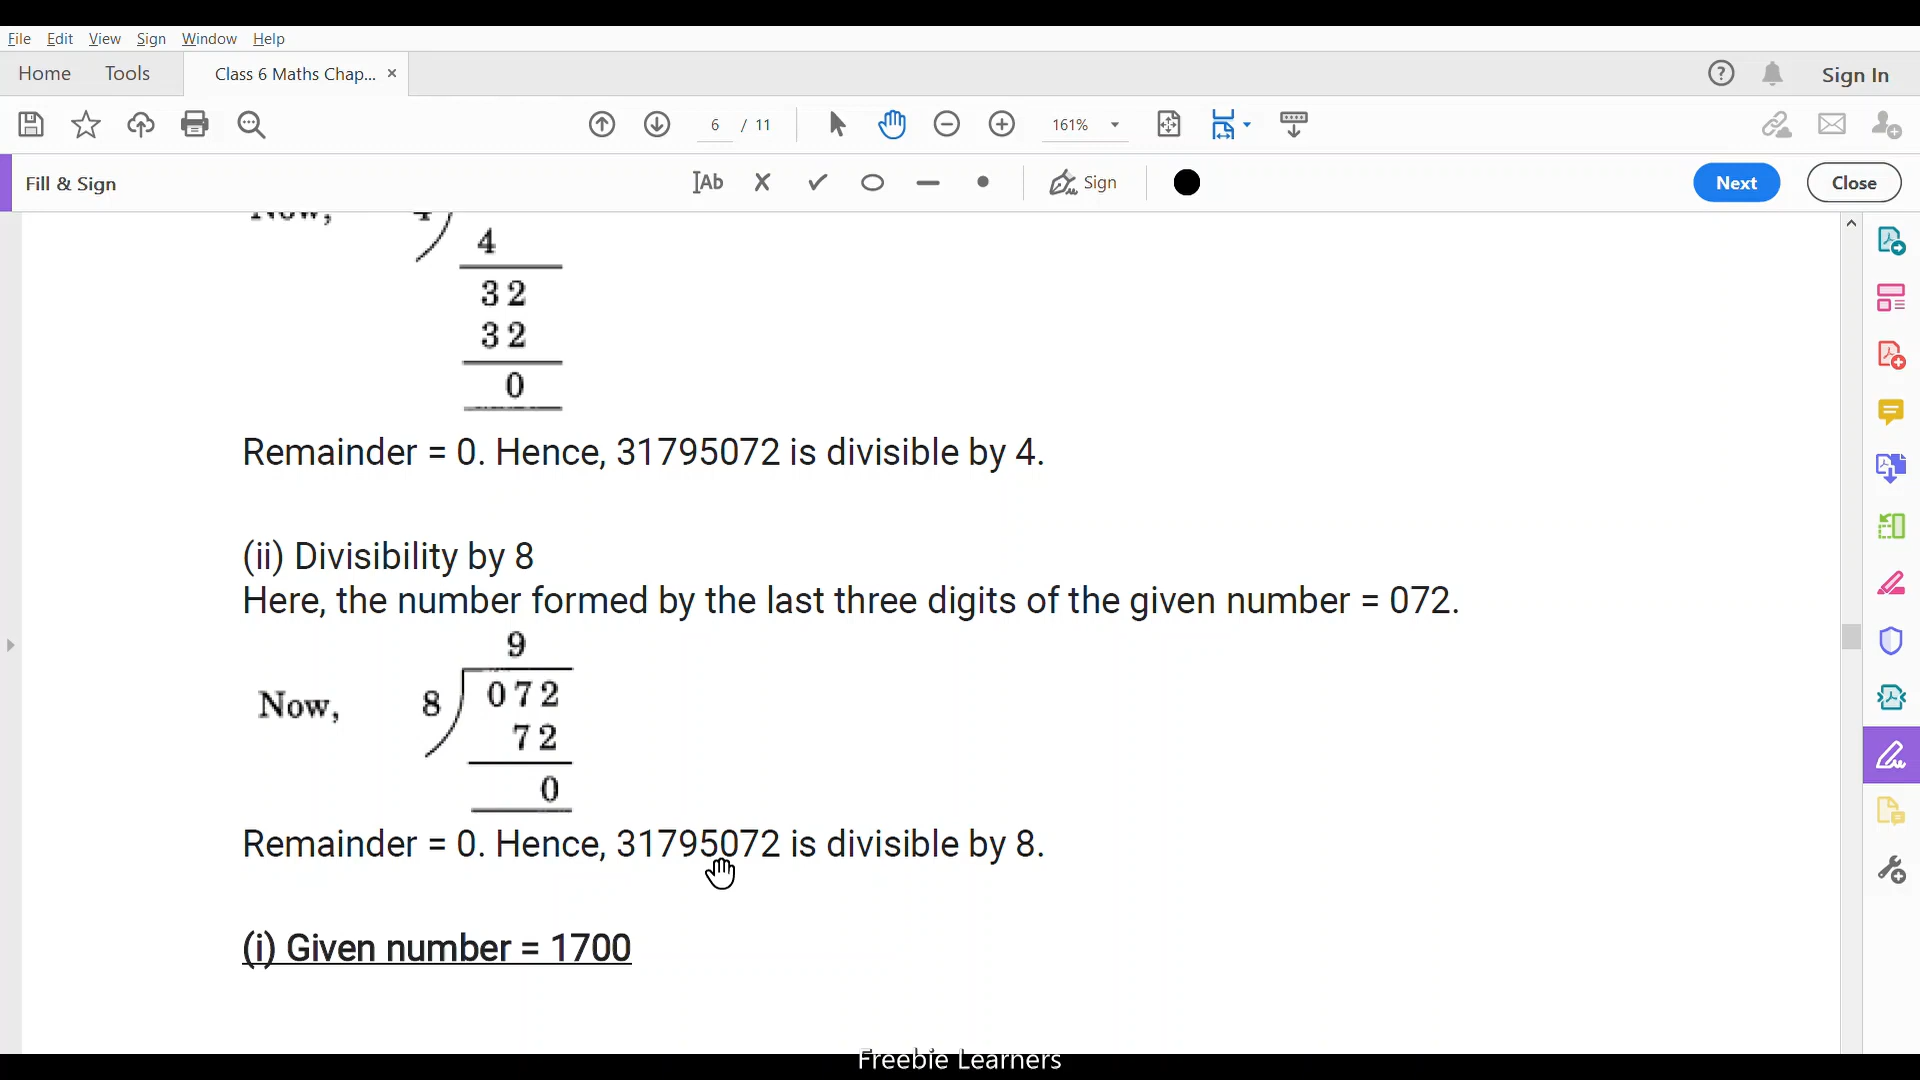 File Edit View Sign Window Help
Home Tools Class 6 Maths Chap... × ? Sign In
6 / 11 161%
Fill & Sign Ab Sign Next Close
Now, 4
4
32
32
0
Remainder = 0. Hence, 31795072 is divisible by 4.
(ii) Divisibility by 8
Here, the number formed by the last three digits of the given number = 072.
9
Now, 8 072
72
0
Remainder = 0. Hence, 31795072 is divisible by 8.
(i) Given number = 1700
Freebie Learners